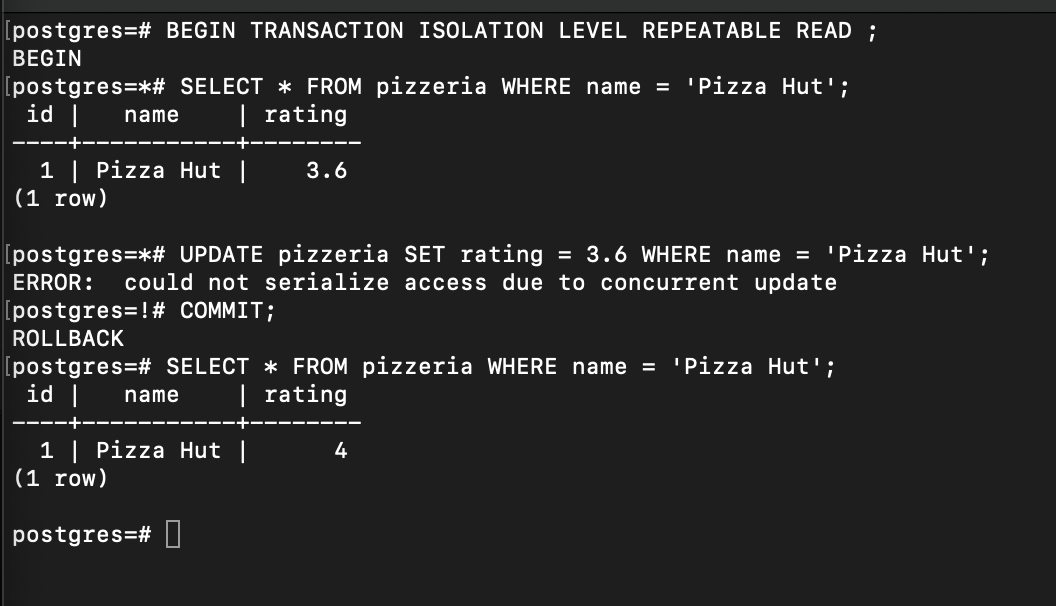 [postgres=# BEGIN TRANSACTION ISOLATION LEVEL REPEATABLE READ ;
BEGIN
[postgres=*# SELECT * FROM pizzeria WHERE name = 'Pizza Hut';
 id |   name    | rating
----+-----------+--------
  1 | Pizza Hut |    3.6
(1 row)

[postgres=*# UPDATE pizzeria SET rating = 3.6 WHERE name = 'Pizza Hut';
ERROR:  could not serialize access due to concurrent update
[postgres=!# COMMIT;
ROLLBACK
[postgres=# SELECT * FROM pizzeria WHERE name = 'Pizza Hut';
 id |   name    | rating
----+-----------+--------
  1 | Pizza Hut |      4
(1 row)

postgres=#